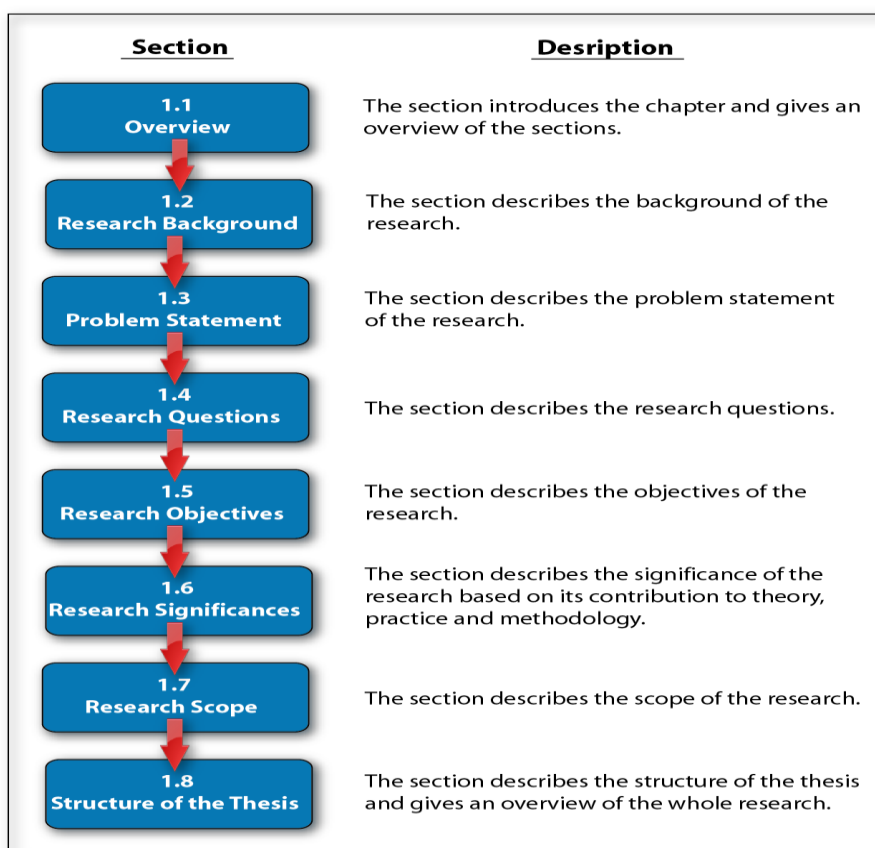 Section
Desription
1.1
Overview
The section introduces the chapter and gives an
overview of the sections.
1.2
Research Background
The section describes the background of the
research.
1.3
Problem Statement
The section describes the problem statement
of the research.
1.4
Research Questions
The section describes the research questions.
1.5
Research Objectives
The section describes the objectives of the
research.
1.6
Research Significances
The section describes the significance of the
research based on its contribution to theory,
practice and methodology.
1.7
Research Scope
The section describes the scope of the research.
1.8
Structure of the Thesis
The section describes the structure of the thesis
and gives an overview of the whole research.